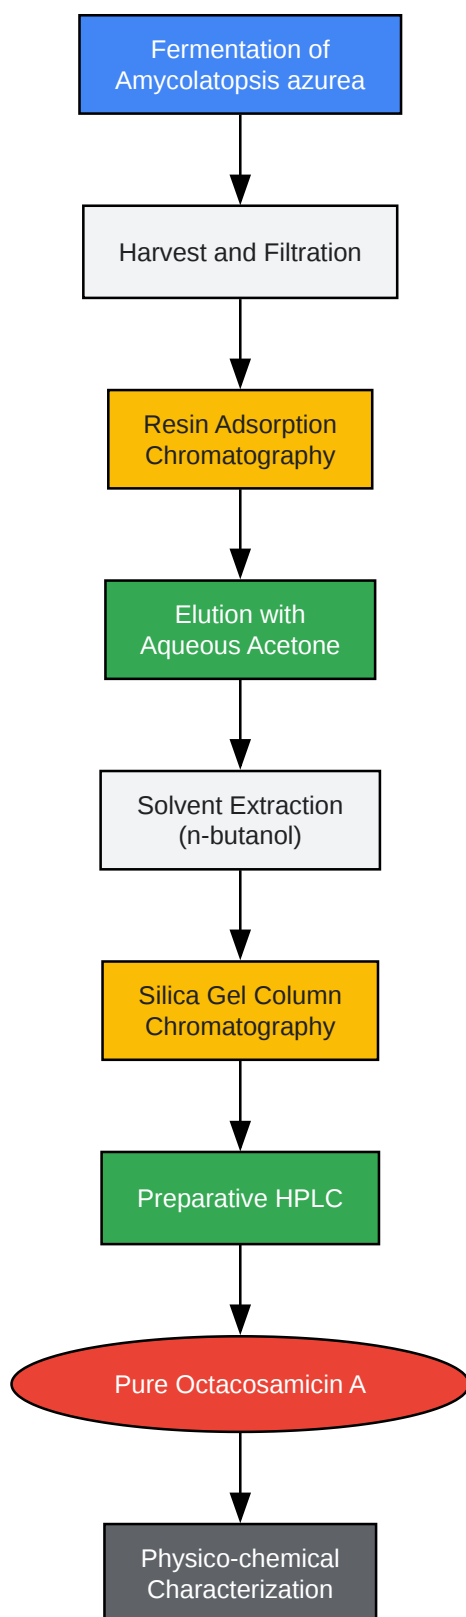 Fermentation of
Amycolatopsis azurea
Harvest and Filtration
Resin Adsorption
Chromatography
Elution with
Aqueous Acetone
Solvent Extraction
(n-butanol)
Silica Gel Column
Chromatography
Preparative HPLC
Pure Octacosamicin A
Physico-chemical
Characterization